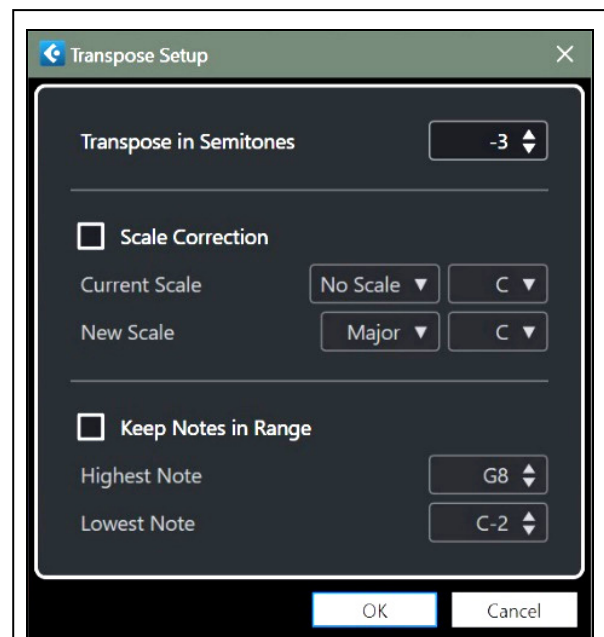 Transpose Setup
Transpose in Semitones -3
Scale Correction
Current Scale No Scale C
New Scale Major C
Keep Notes in Range
Highest Note G8
Lowest Note C-2
OK Cancel